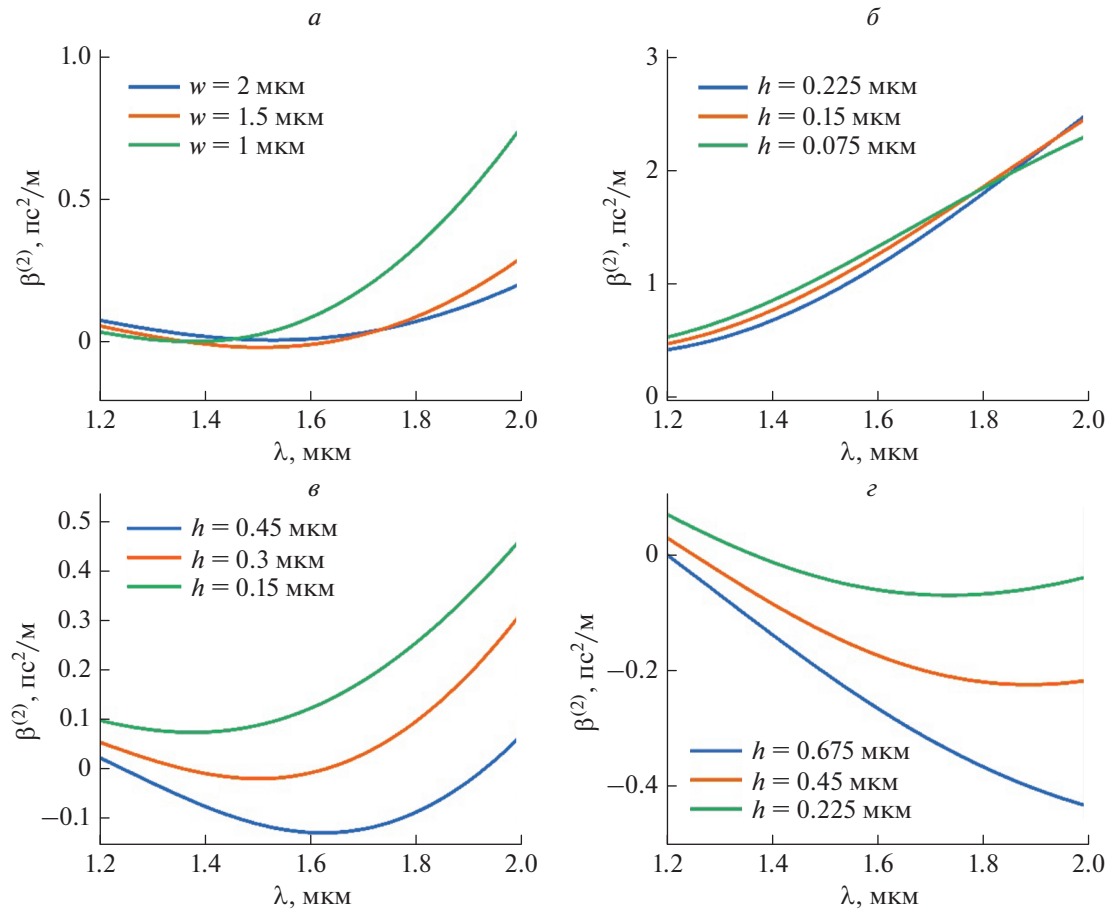 а
1.0
0.5
0
β⁽²⁾, пс²/м
w = 2 мкм
w = 1.5 мкм
w = 1 мкм
1.2 1.4 1.6 1.8 2.0
λ, мкм
б
3
2
1
0
β⁽²⁾, пс²/м
h = 0.225 мкм
h = 0.15 мкм
h = 0.075 мкм
1.2 1.4 1.6 1.8 2.0
λ, мкм
в
0.5
0.4
0.3
0.2
0.1
0
−0.1
β⁽²⁾, пс²/м
h = 0.45 мкм
h = 0.3 мкм
h = 0.15 мкм
1.2 1.4 1.6 1.8 2.0
λ, мкм
г
0
−0.2
−0.4
β⁽²⁾, пс²/м
h = 0.675 мкм
h = 0.45 мкм
h = 0.225 мкм
1.2 1.4 1.6 1.8 2.0
λ, мкм